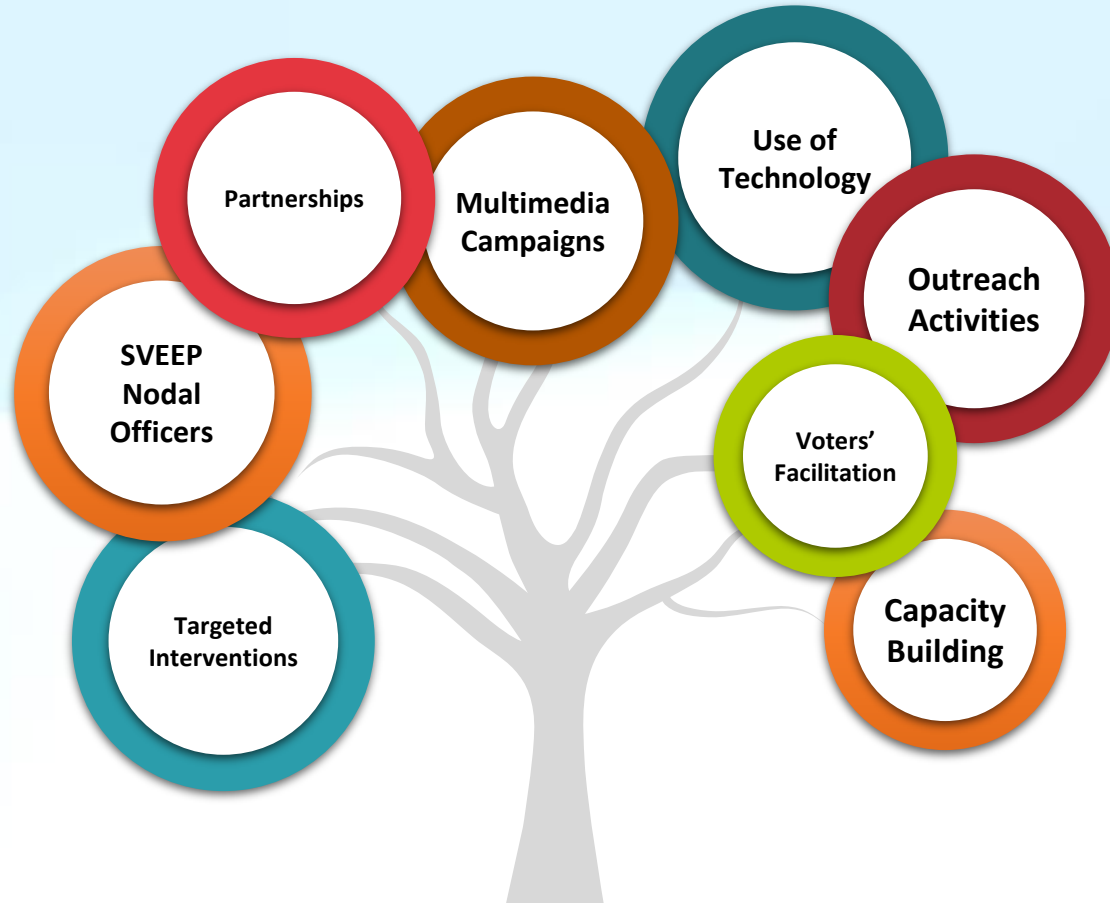 Partnerships
Multimedia
Campaigns
Use of
Technology
Outreach
Activities
SVEEP
Nodal
Officers
Voters’
Facilitation
Targeted
Interventions
Capacity
Building